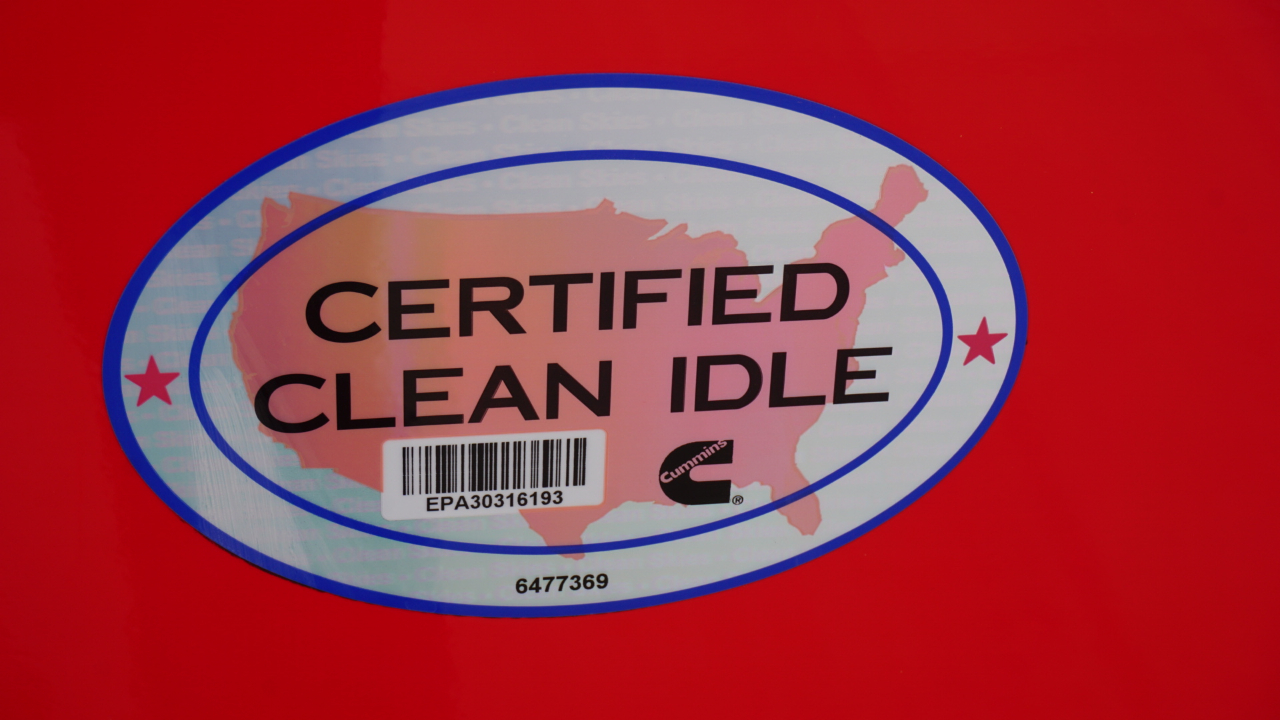 CERTIFIED
CLEAN IDLE
EPA30316193
Cummins
®
6477369